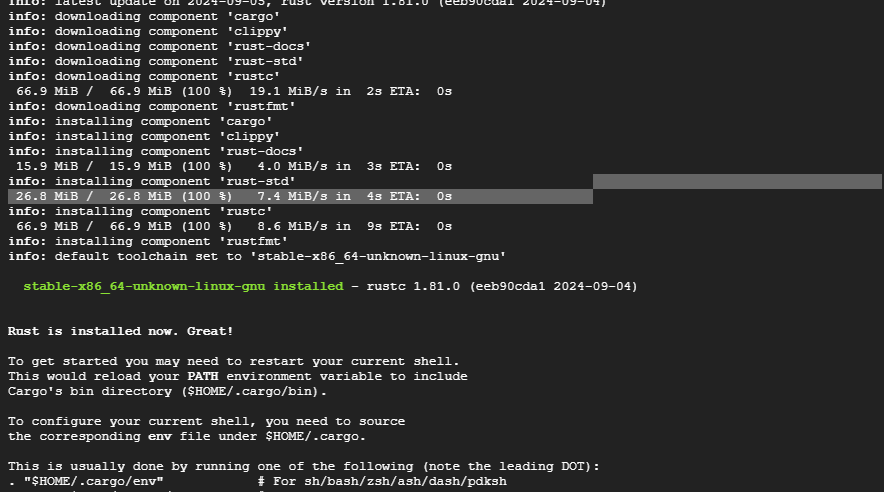 info: latest update on 2024-09-05, rust version 1.81.0 (eeb90cda1 2024-09-04)
info: downloading component 'cargo'
info: downloading component 'clippy'
info: downloading component 'rust-docs'
info: downloading component 'rust-std'
info: downloading component 'rustc'
66.9 MiB /  66.9 MiB (100 %)  19.1 MiB/s in  2s ETA:  0s
info: downloading component 'rustfmt'
info: installing component 'cargo'
info: installing component 'clippy'
info: installing component 'rust-docs'
15.9 MiB /  15.9 MiB (100 %)   4.0 MiB/s in  3s ETA:  0s
info: installing component 'rust-std'
26.8 MiB /  26.8 MiB (100 %)   7.4 MiB/s in  4s ETA:  0s
info: installing component 'rustc'
66.9 MiB /  66.9 MiB (100 %)   8.6 MiB/s in  9s ETA:  0s
info: installing component 'rustfmt'
info: default toolchain set to 'stable-x86_64-unknown-linux-gnu'
stable-x86_64-unknown-linux-gnu installed - rustc 1.81.0 (eeb90cda1 2024-09-04)
Rust is installed now. Great!
To get started you may need to restart your current shell.
This would reload your PATH environment variable to include
Cargo's bin directory ($HOME/.cargo/bin).
To configure your current shell, you need to source
the corresponding env file under $HOME/.cargo.
This is usually done by running one of the following (note the leading DOT):
. "$HOME/.cargo/env"            # For sh/bash/zsh/ash/dash/pdksh